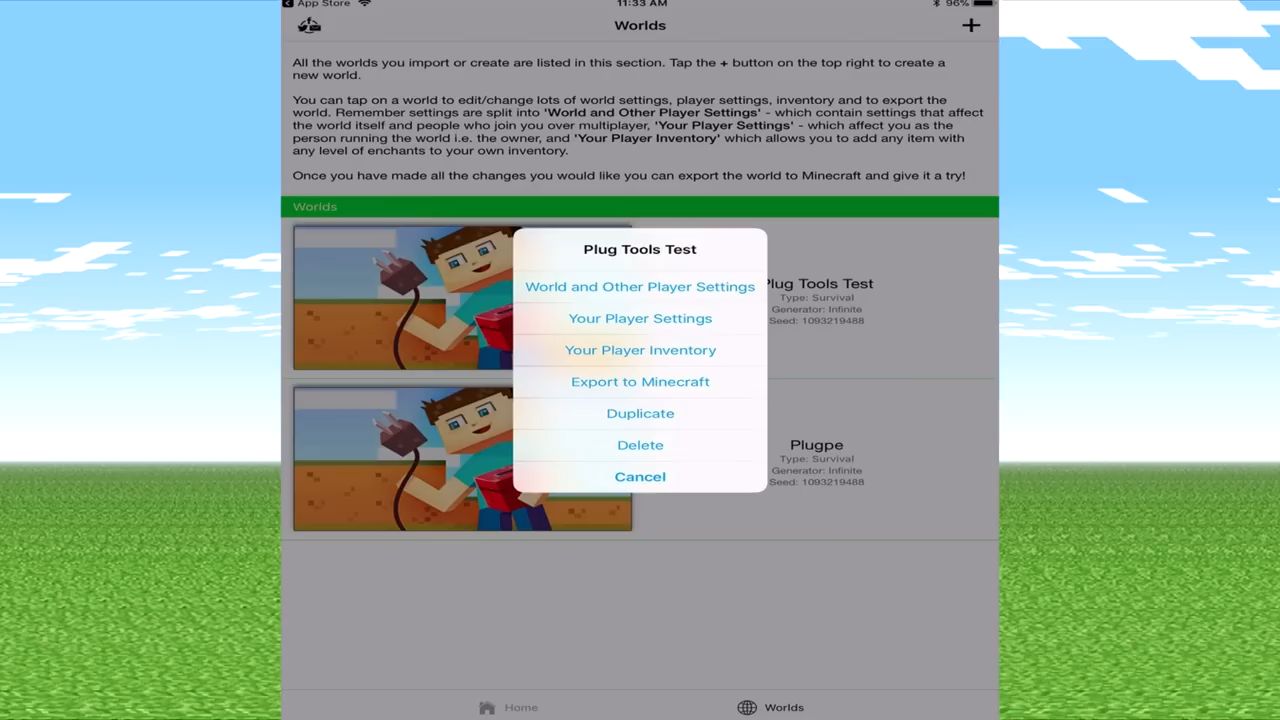 App Store
11:33 AM
96%
Worlds
+
All the worlds you import or create are listed in this section. Tap the + button on the top right to create a
new world.
You can tap on a world to edit/change lots of world settings, player settings, inventory and to export the
world. Remember settings are split into 'World and Other Player Settings' - which contain settings that affect
the world itself and people who join you over multiplayer, 'Your Player Settings' - which affect you as the
person running the world i.e. the owner, and 'Your Player Inventory' which allows you to add any item with
any level of enchants to your own inventory.
Once you have made all the changes you would like you can export the world to Minecraft and give it a try!
Worlds
Plug Tools Test
World and Other Player Settings
Your Player Settings
Your Player Inventory
Export to Minecraft
Duplicate
Delete
Cancel
Plug Tools Test
Type: Survival
Generator: Infinite
Seed: 1093219488
Plugpe
Type: Survival
Generator: Infinite
Seed: 1093219488
Home
Worlds